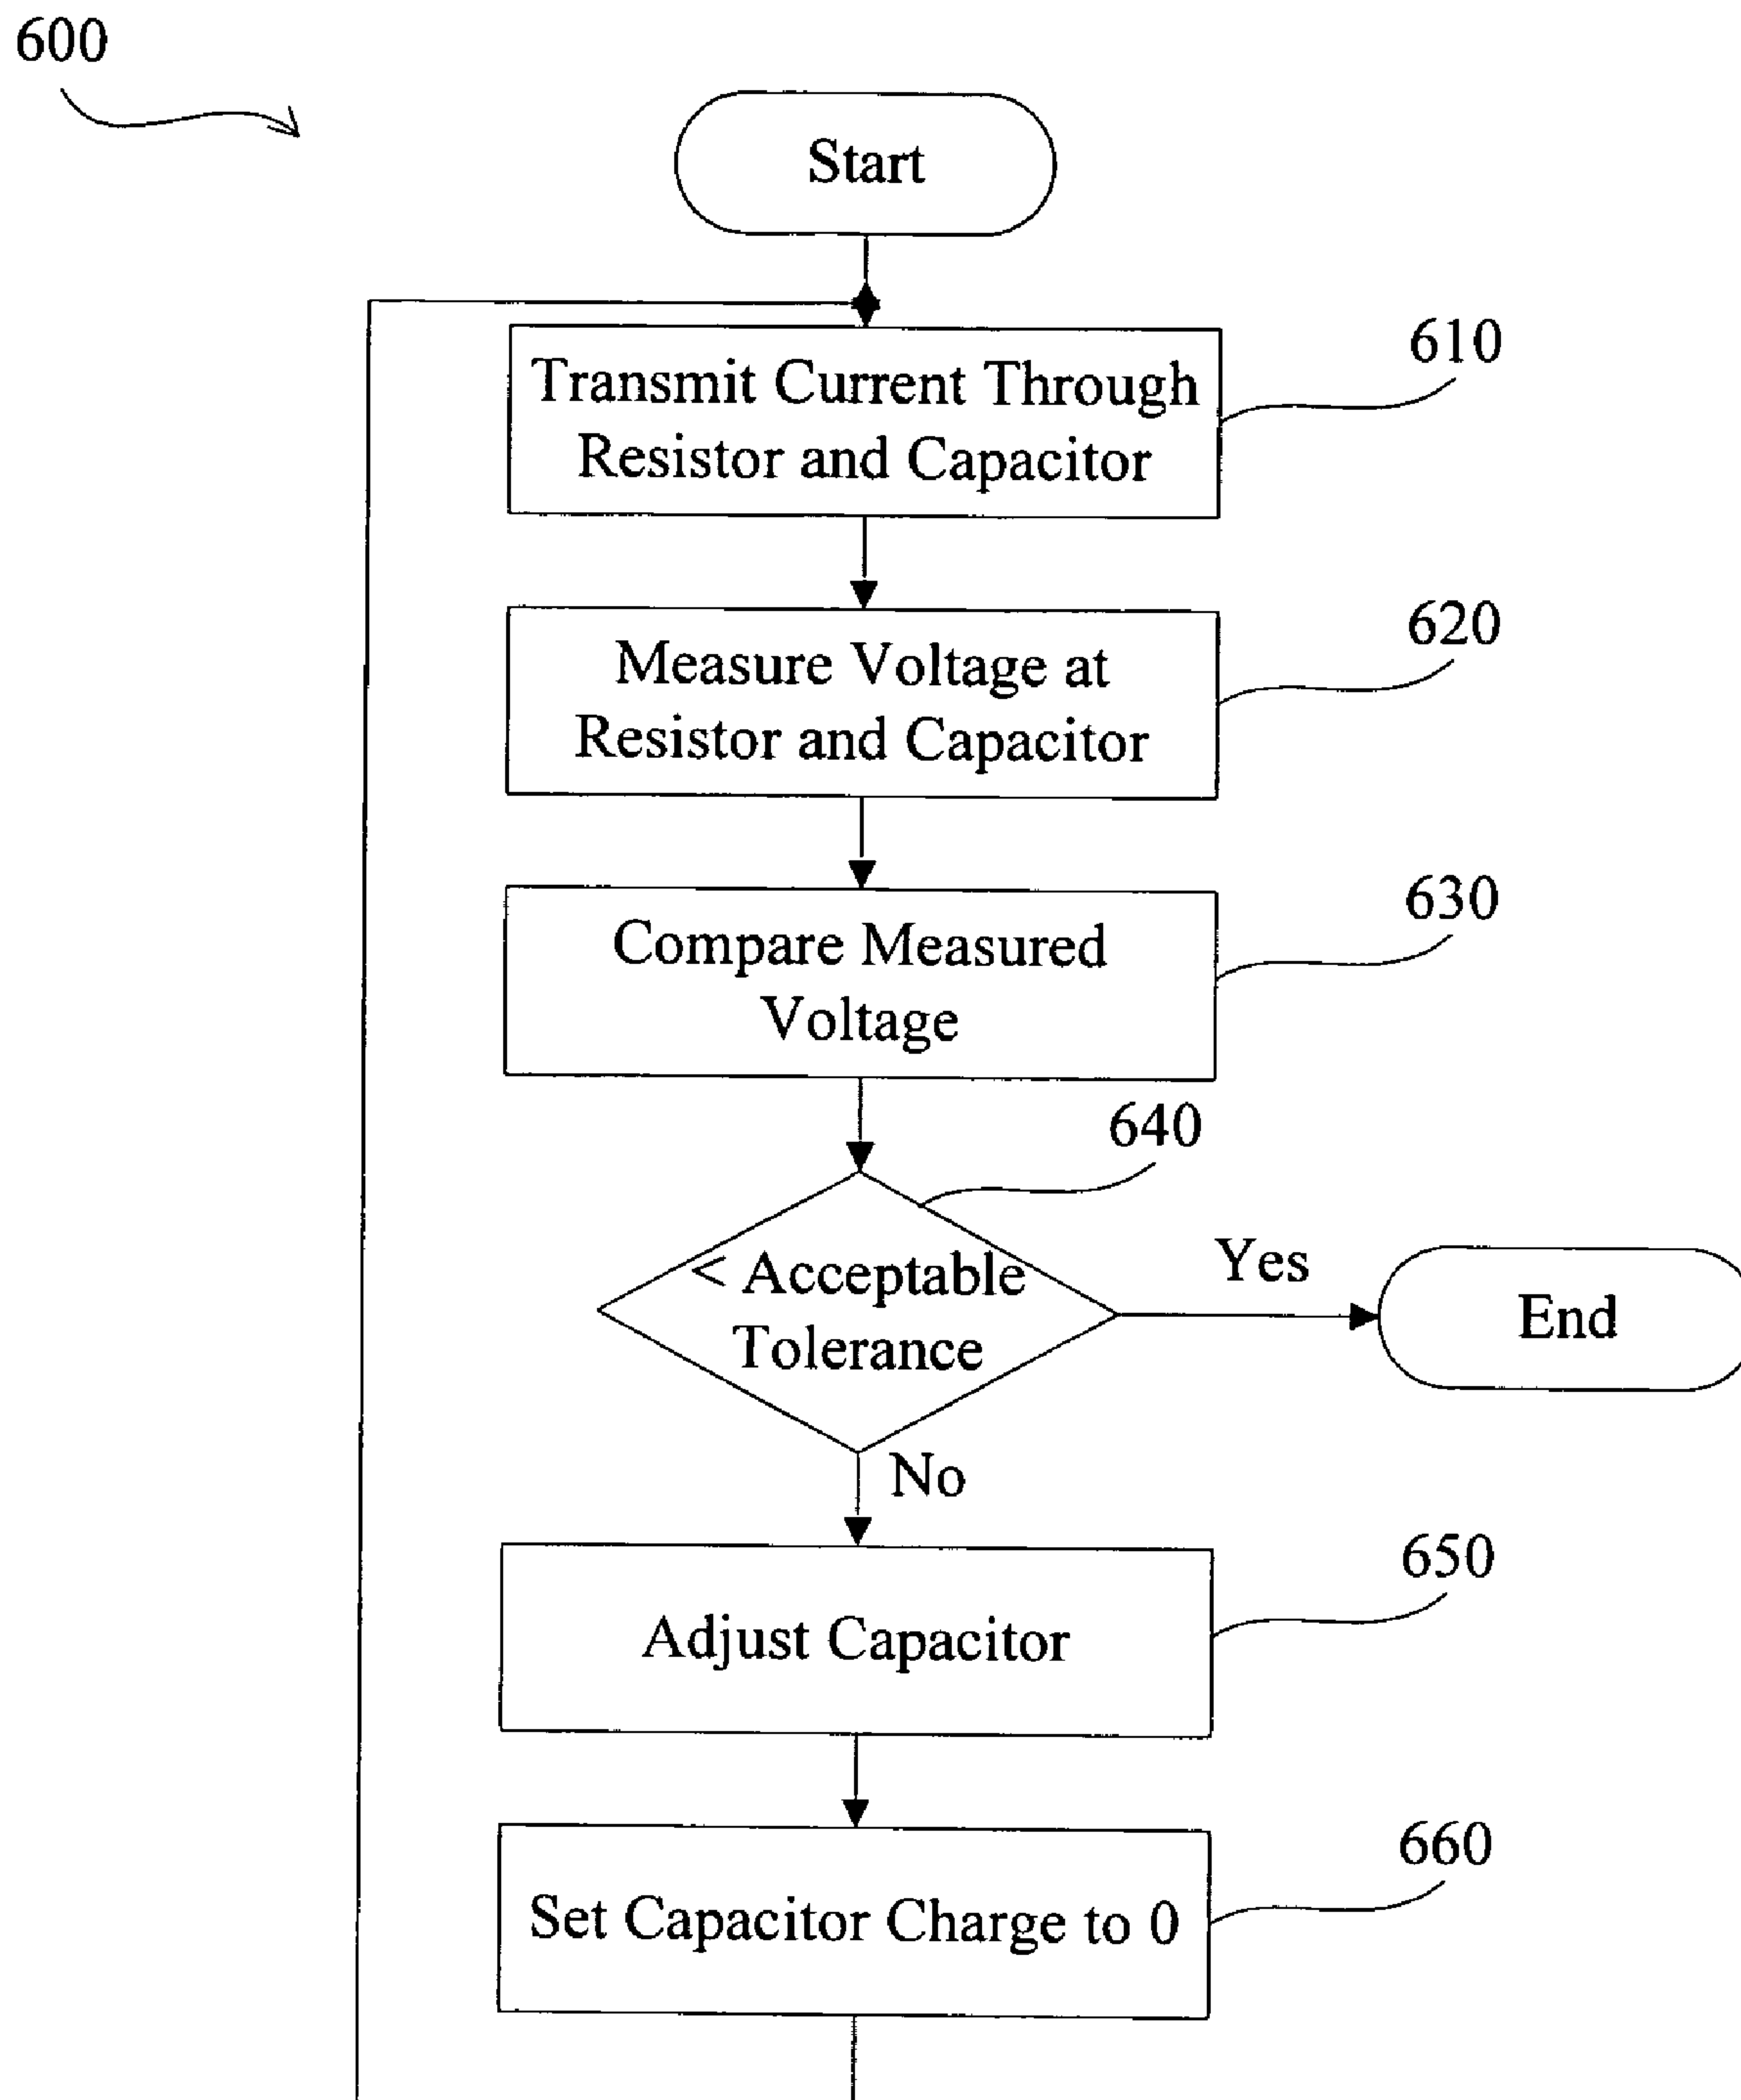 600
Start
610
Transmit Current Through
Resistor and Capacitor
620
Measure Voltage at
Resistor and Capacitor
630
Compare Measured
Voltage
640
< Acceptable
Tolerance
Yes
End
No
650
Adjust Capacitor
660
Set Capacitor Charge to 0